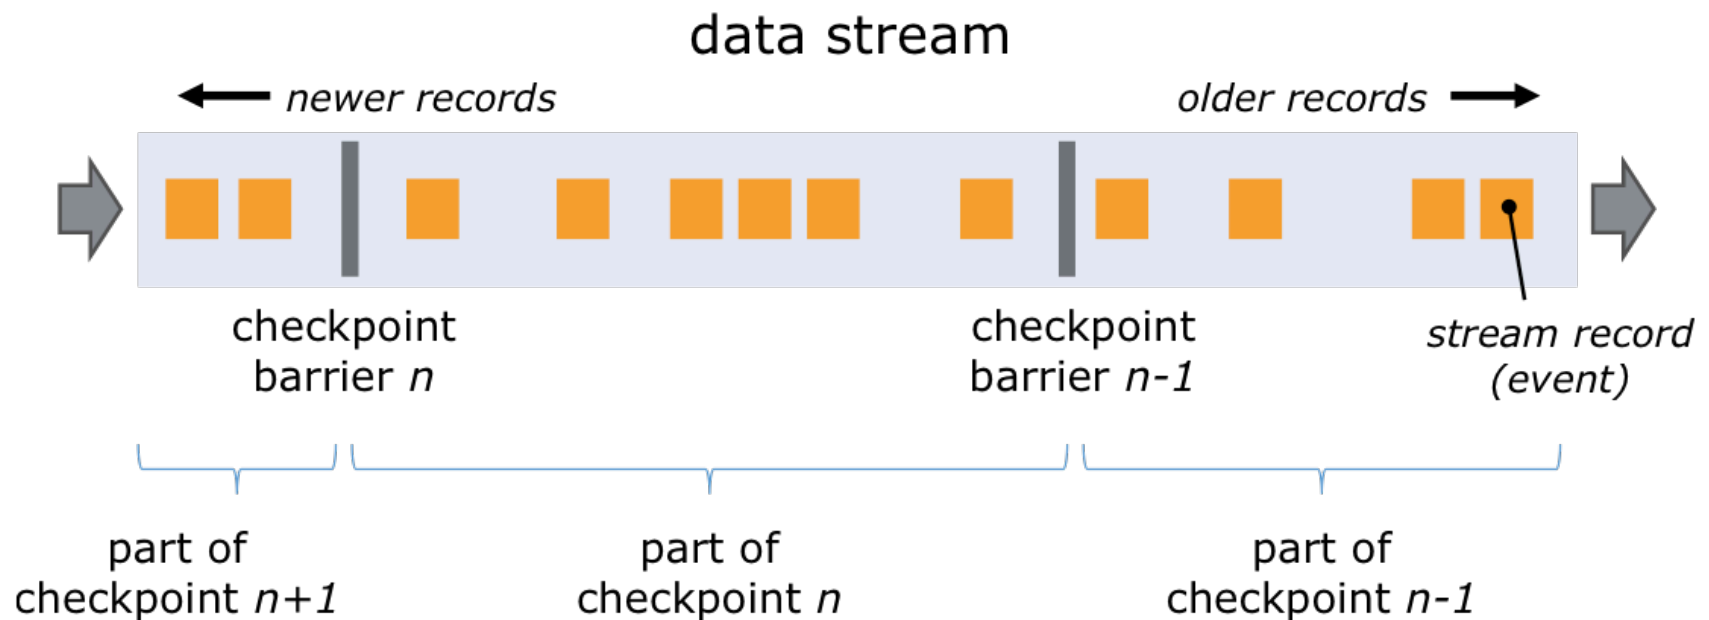 data stream
newer records
older records
checkpoint
barrier n
checkpoint
barrier n-1
stream record
(event)
part of
checkpoint n+1
part of
checkpoint n
part of
checkpoint n-1